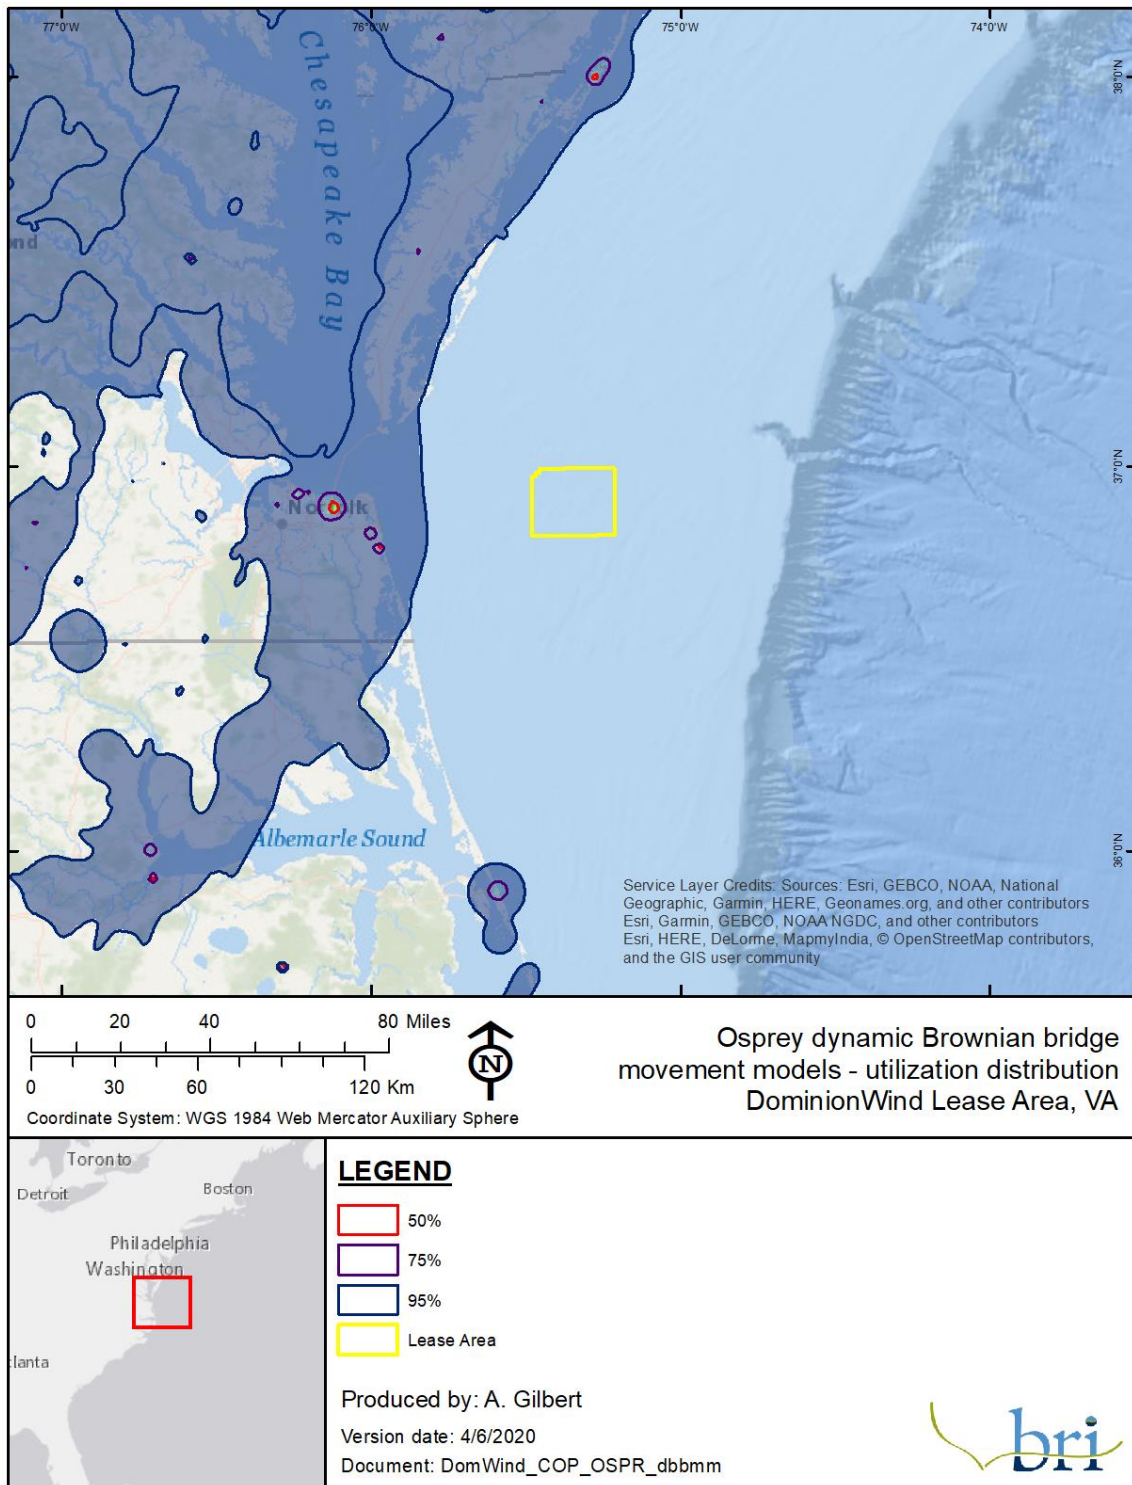 77°0'W
76°0'W
75°0'W
74°0'W
38°0'N
Chesapeake Bay
nd
37°0'N
Norfolk
Albemarle Sound
36°0'N
Service Layer Credits: Sources: Esri, GEBCO, NOAA, National
Geographic, Garmin, HERE, Geonames.org, and other contributors
Esri, Garmin, GEBCO, NOAA NGDC, and other contributors
Esri, HERE, DeLorme, MapmyIndia, © OpenStreetMap contributors,
and the GIS user community
0 20 40 80 Miles
0 30 60 120 Km
N
Coordinate System: WGS 1984 Web Mercator Auxiliary Sphere
Osprey dynamic Brownian bridge
movement models - utilization distribution
DominionWind Lease Area, VA
Toronto
Detroit
Boston
Philadelphia
Washington
tlanta
LEGEND
50%
75%
95%
Lease Area
Produced by: A. Gilbert
Version date: 4/6/2020
Document: DomWind_COP_OSPR_dbbmm
bri